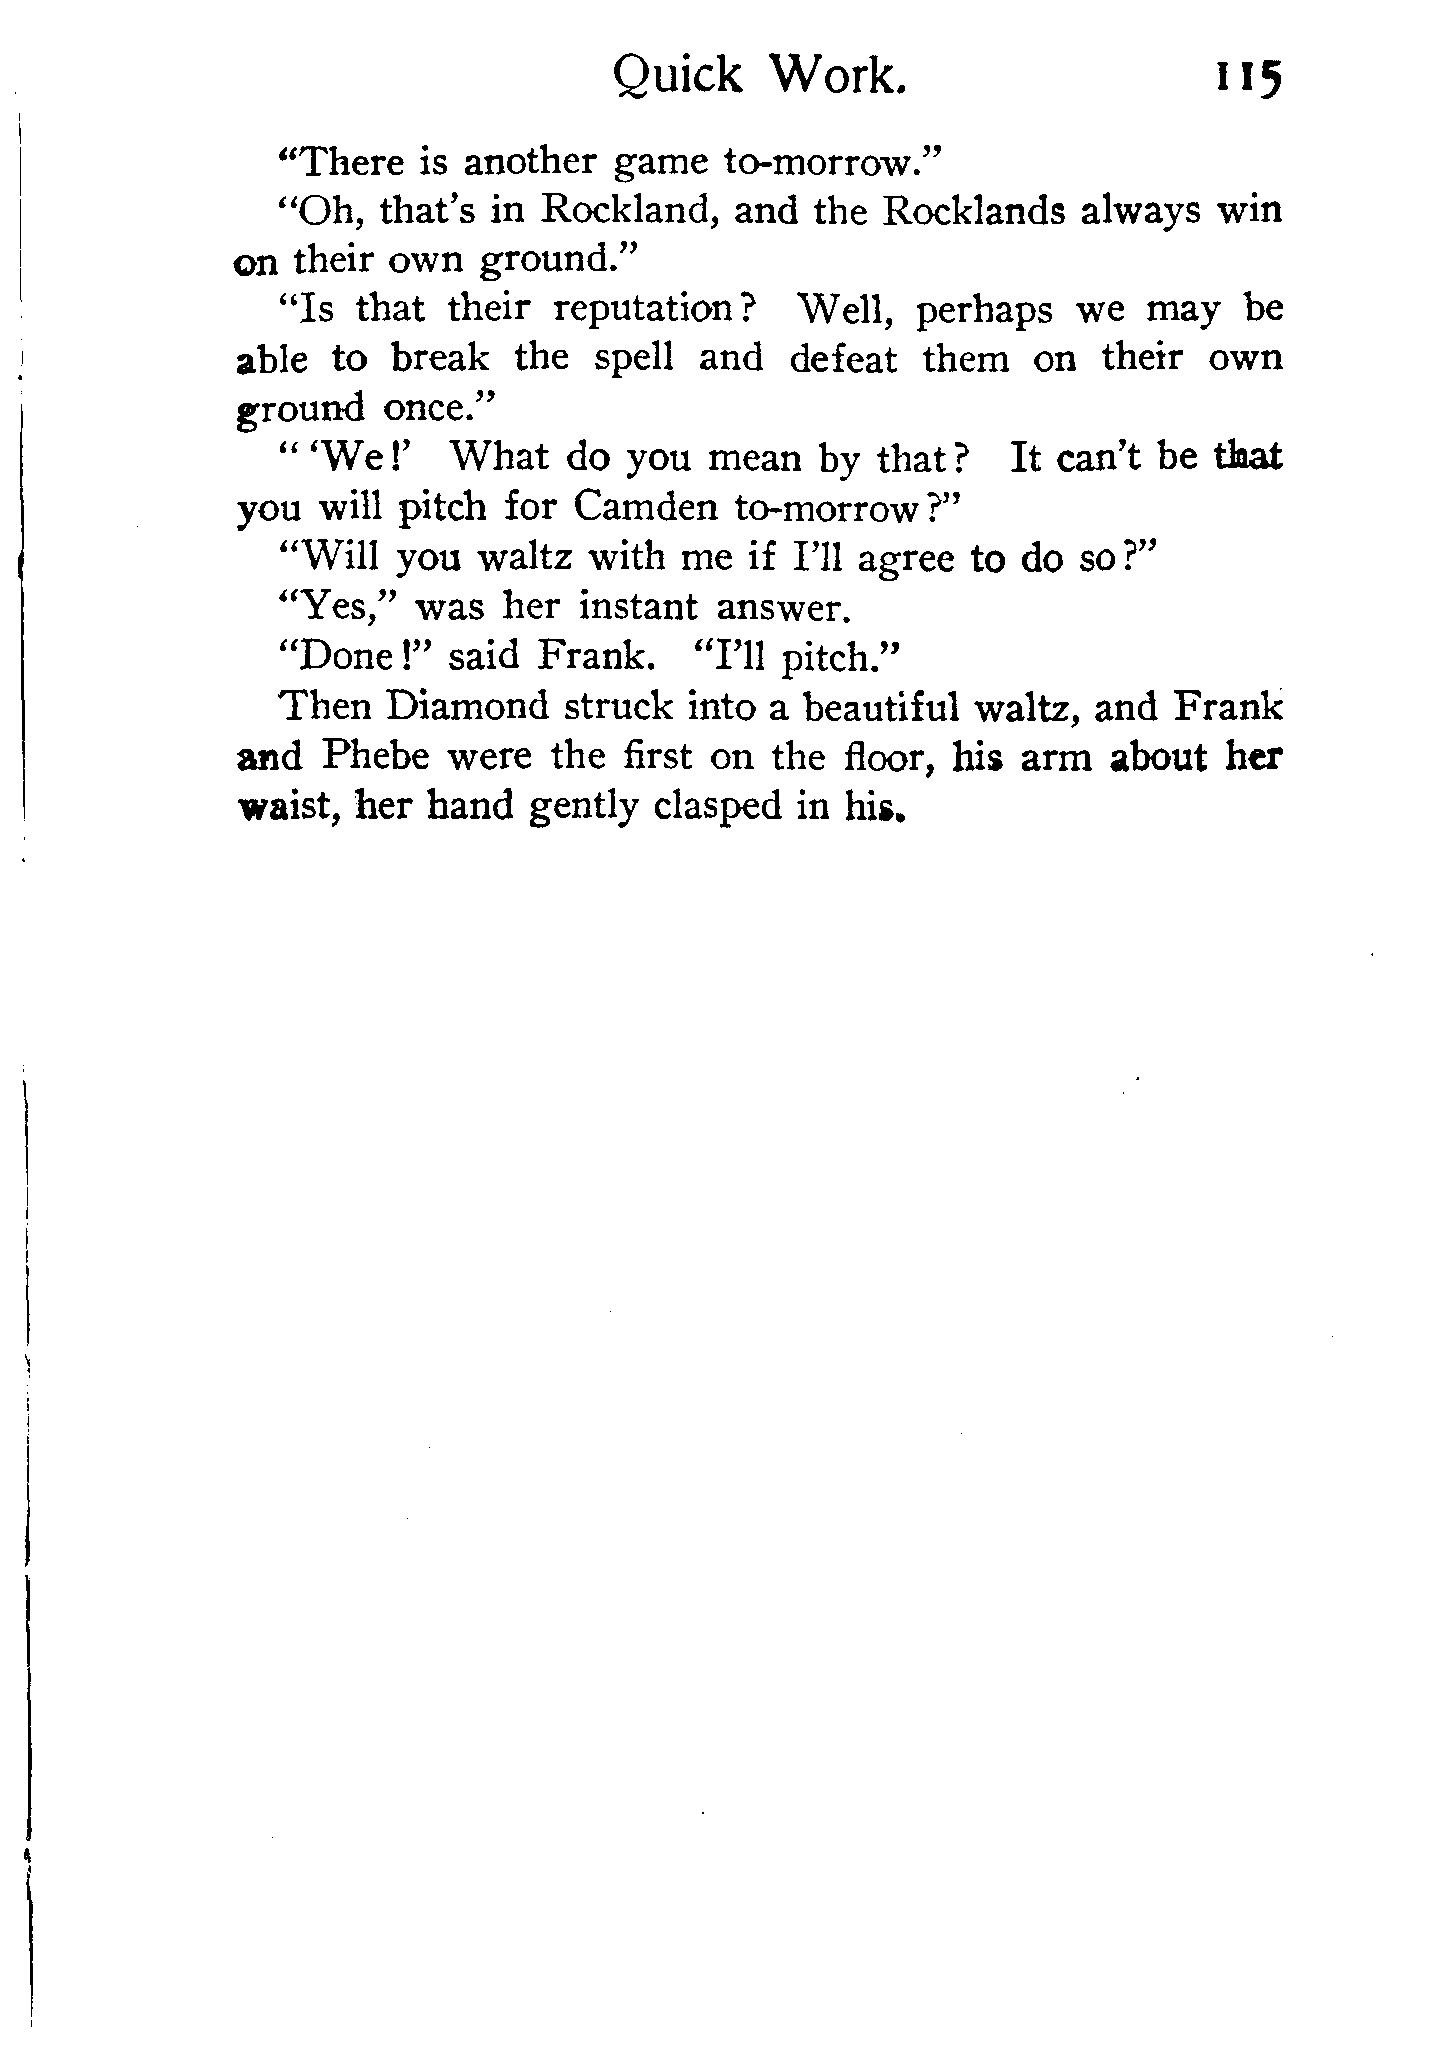 Quick Work. 115
“There is another game to-morrow.”
“Oh, that’s in Rockland, and the Rocklands always win
on their own ground.”
“Is that their reputation? Well, perhaps we may be
able to break the spell and defeat them on their own
ground once.”
“ ‘We!’ What do you mean by that? It can’t be that
you will pitch for Camden to-morrow?”
“Will you waltz with me if I’ll agree to do so?”
“Yes,” was her instant answer.
“Done!” said Frank. “I’ll pitch.”
Then Diamond struck into a beautiful waltz, and Frank
and Phebe were the first on the floor, his arm about her
waist, her hand gently clasped in his.